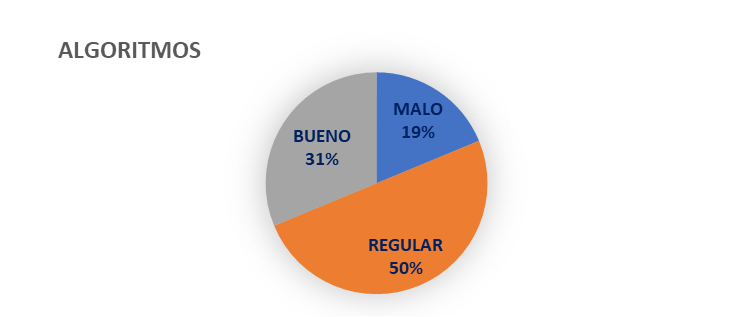 ALGORITMOS
MALO
19%
BUENO
31%
REGULAR
50%